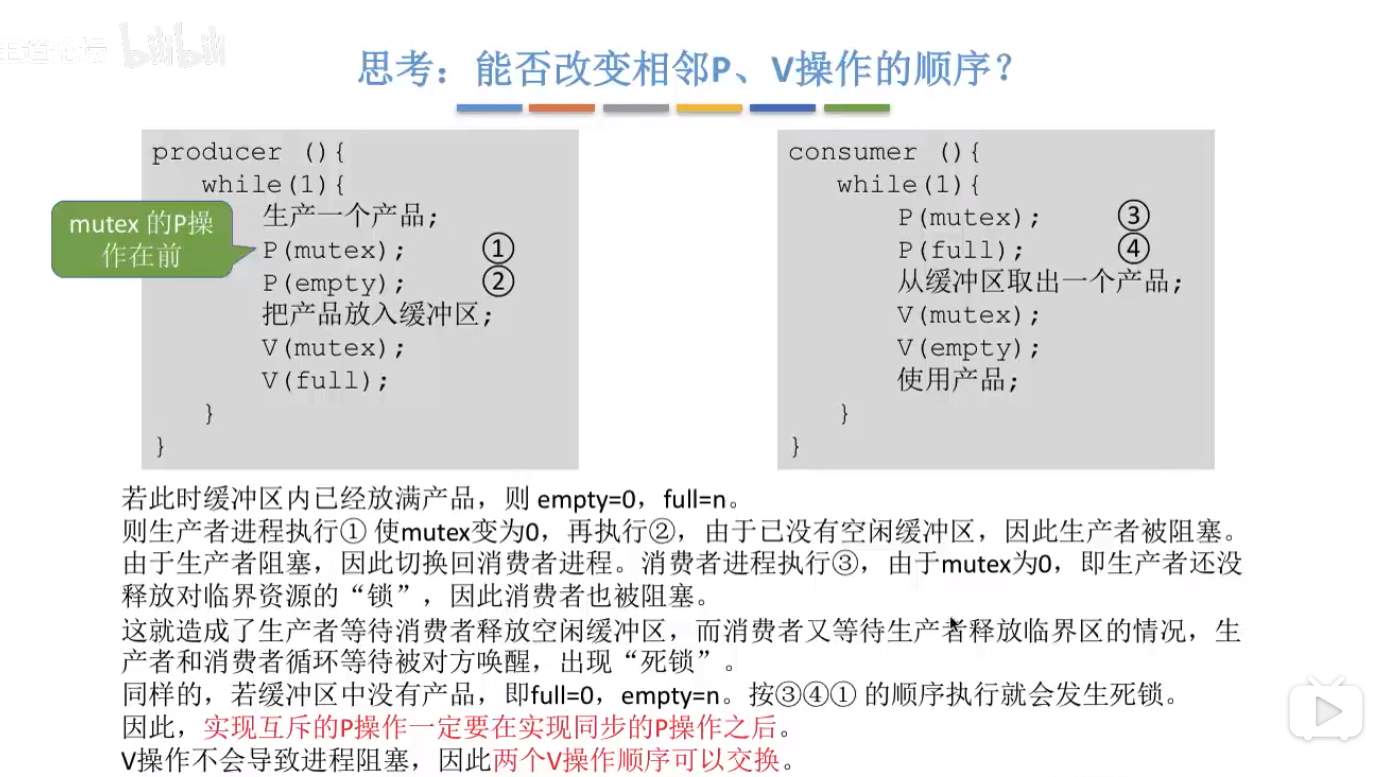 王道论坛 bilibili
思考：能否改变相邻P、V操作的顺序？
producer (){
while(1){
生产一个产品;
P(mutex); ①
P(empty); ②
把产品放入缓冲区;
V(mutex);
V(full);
}
}
mutex 的P操
作在前
consumer (){
while(1){
P(mutex); ③
P(full); ④
从缓冲区取出一个产品;
V(mutex);
V(empty);
使用产品;
}
}
若此时缓冲区内已经放满产品，则 empty=0，full=n。
则生产者进程执行① 使mutex变为0，再执行②，由于已没有空闲缓冲区，因此生产者被阻塞。
由于生产者阻塞，因此切换回消费者进程。消费者进程执行③，由于mutex为0，即生产者还没
释放对临界资源的“锁”，因此消费者也被阻塞。
这就造成了生产者等待消费者释放空闲缓冲区，而消费者又等待生产者释放临界区的情况，生
产者和消费者循环等待被对方唤醒，出现“死锁”。
同样的，若缓冲区中没有产品，即full=0，empty=n。按③④① 的顺序执行就会发生死锁。
因此，实现互斥的P操作一定要在实现同步的P操作之后。
V操作不会导致进程阻塞，因此两个V操作顺序可以交换。